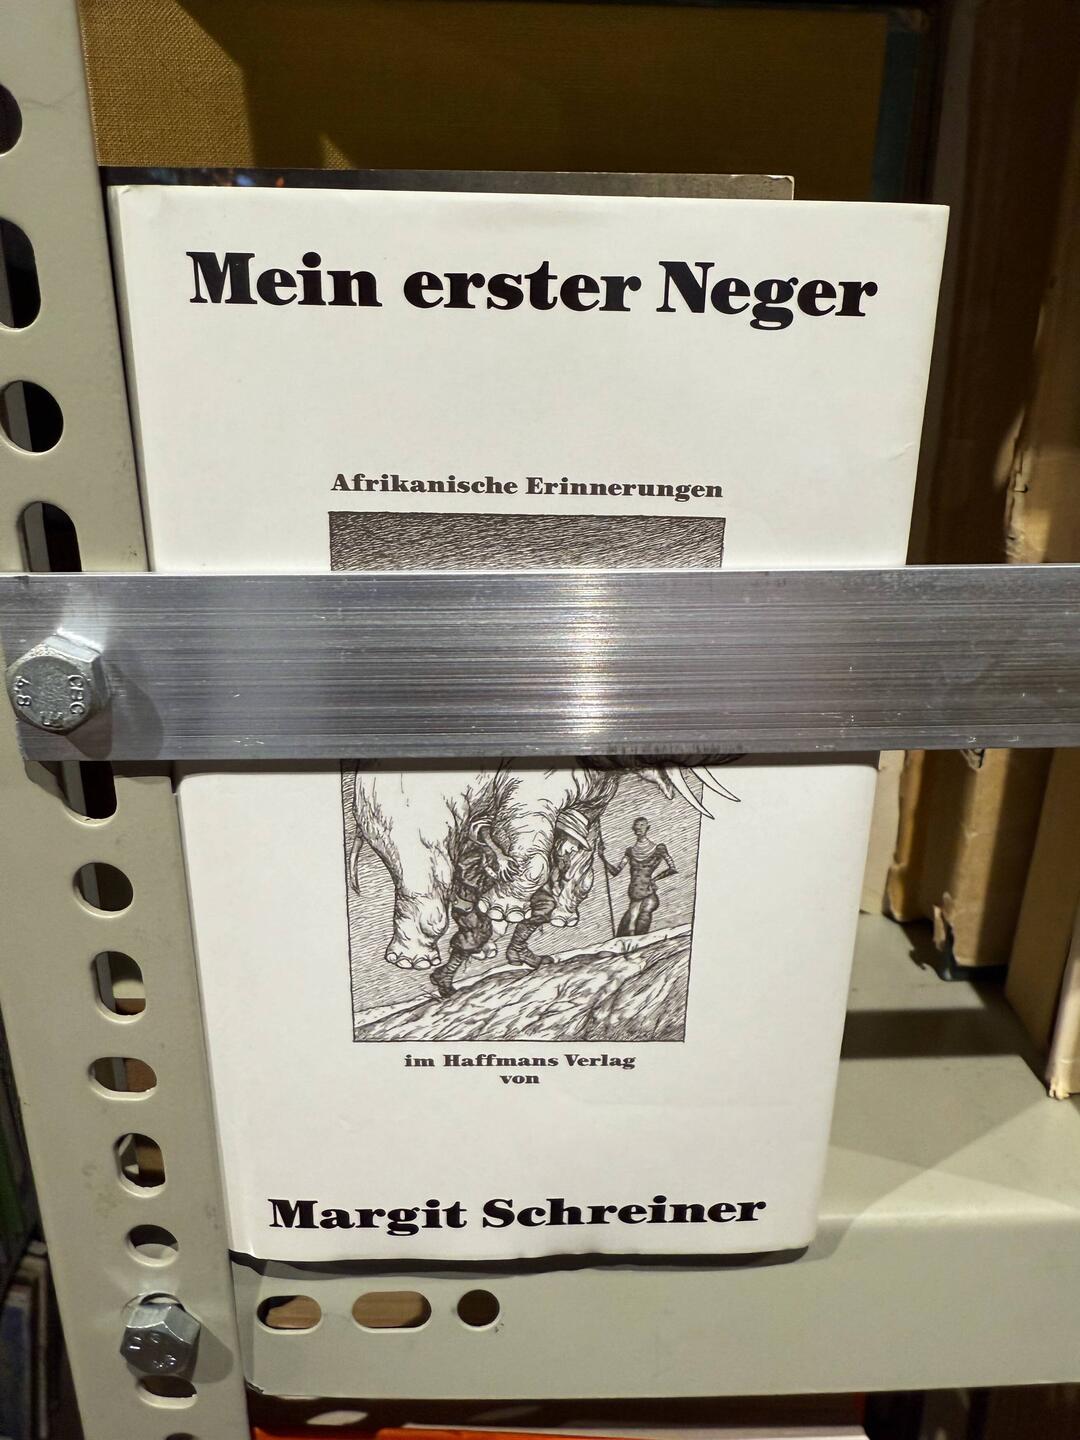 Mein erster Neger
Afrikanische Erinnerungen
im Haffmans Verlag
von
Margit Schreiner